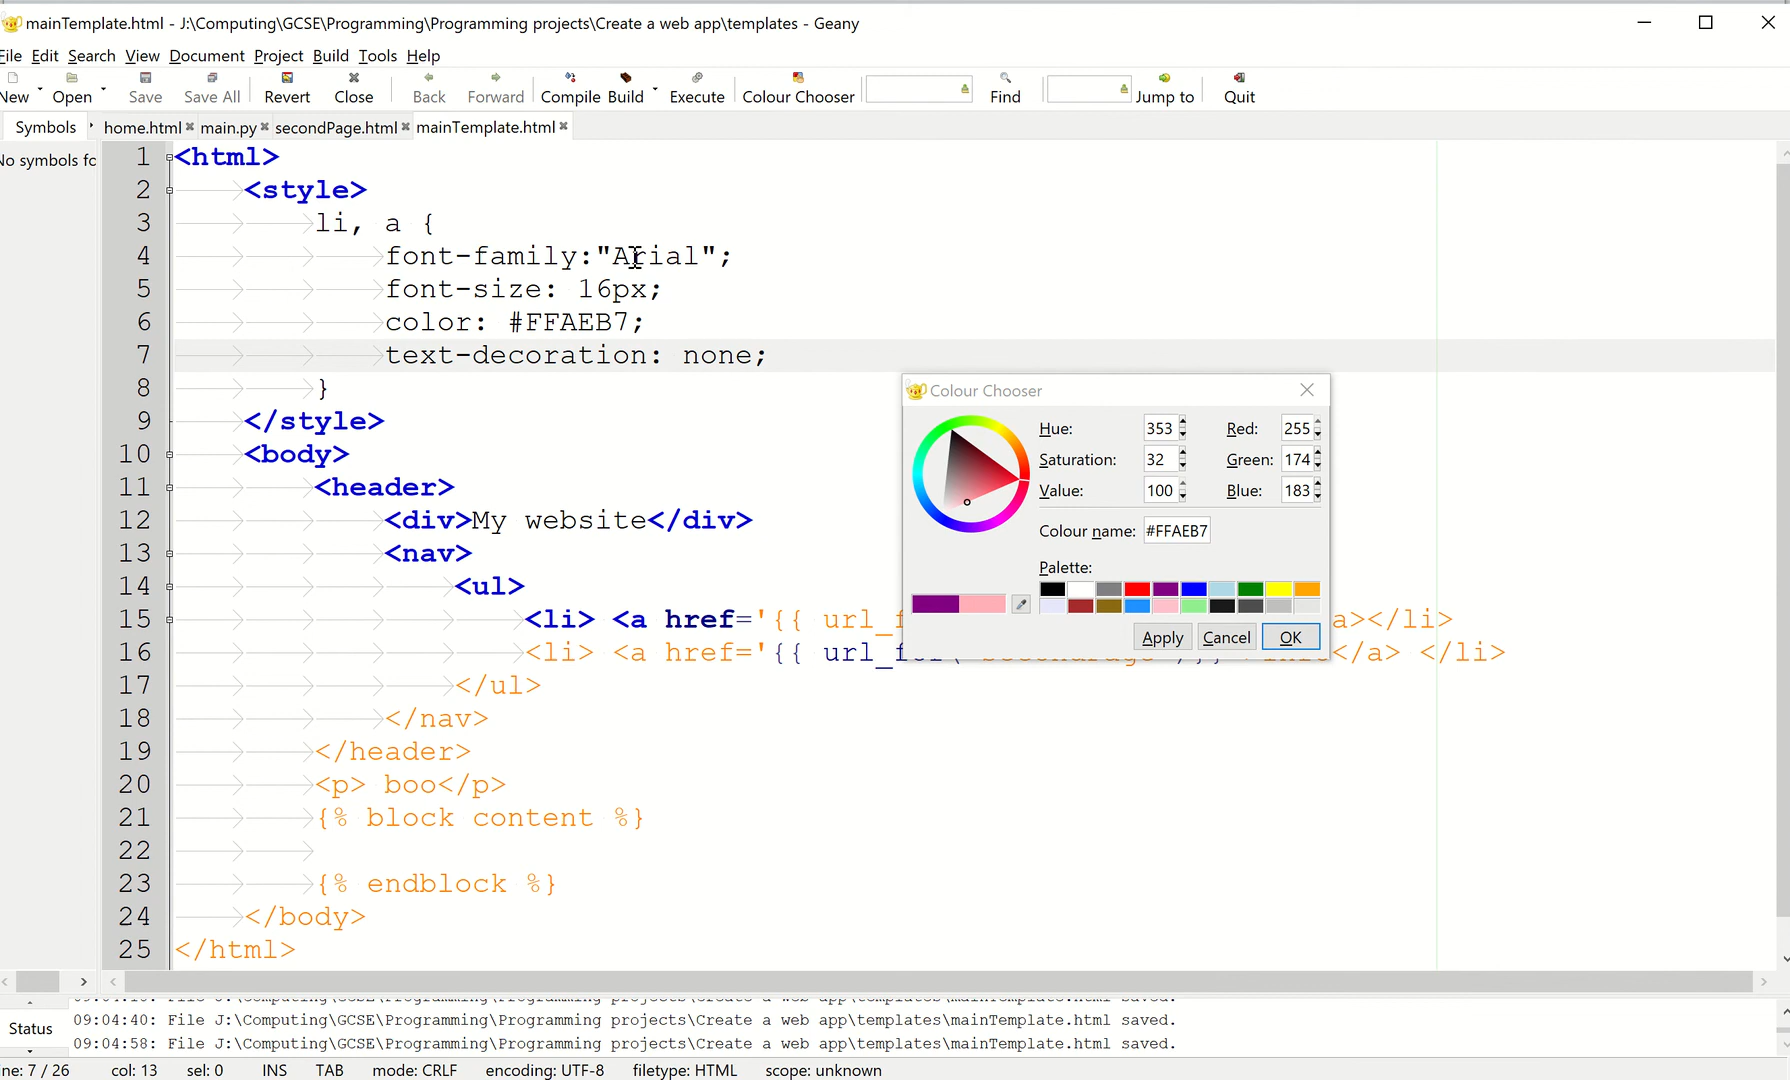 mainTemplate.html - J:\Computing\GCSE\Programming\Programming projects\Create a web app\templates - Geany
File Edit Search View Document Project Build Tools Help
New Open Save Save All Revert Close Back Forward Compile Build Execute Colour Chooser Find Jump to Quit
Symbols home.html main.py secondPage.html mainTemplate.html
No symbols fo
1 <html>
2 <style>
3 li, a {
4 font-family:"Arial";
5 font-size: 16px;
6 color: #FFAEB7;
7 text-decoration: none;
8 }
9 </style>
10 <body>
11 <header>
12 <div>My website</div>
13 <nav>
14 <ul>
15 <li> <a href='{{ url_f a></li>
16 <li> <a href='{{ url_for( </a> </li>
17 </ul>
18 </nav>
19 </header>
20 <p> boo</p>
21 {% block content %}
22
23 {% endblock %}
24 </body>
25 </html>
Colour Chooser
Hue: 353 Red: 255
Saturation: 32 Green: 174
Value: 100 Blue: 183
Colour name: #FFAEB7
Palette:
Apply Cancel OK
Status
09:04:40: File J:\Computing\GCSE\Programming\Programming projects\Create a web app\templates\mainTemplate.html saved.
09:04:58: File J:\Computing\GCSE\Programming\Programming projects\Create a web app\templates\mainTemplate.html saved.
ine: 7 / 26 col: 13 sel: 0 INS TAB mode: CRLF encoding: UTF-8 filetype: HTML scope: unknown